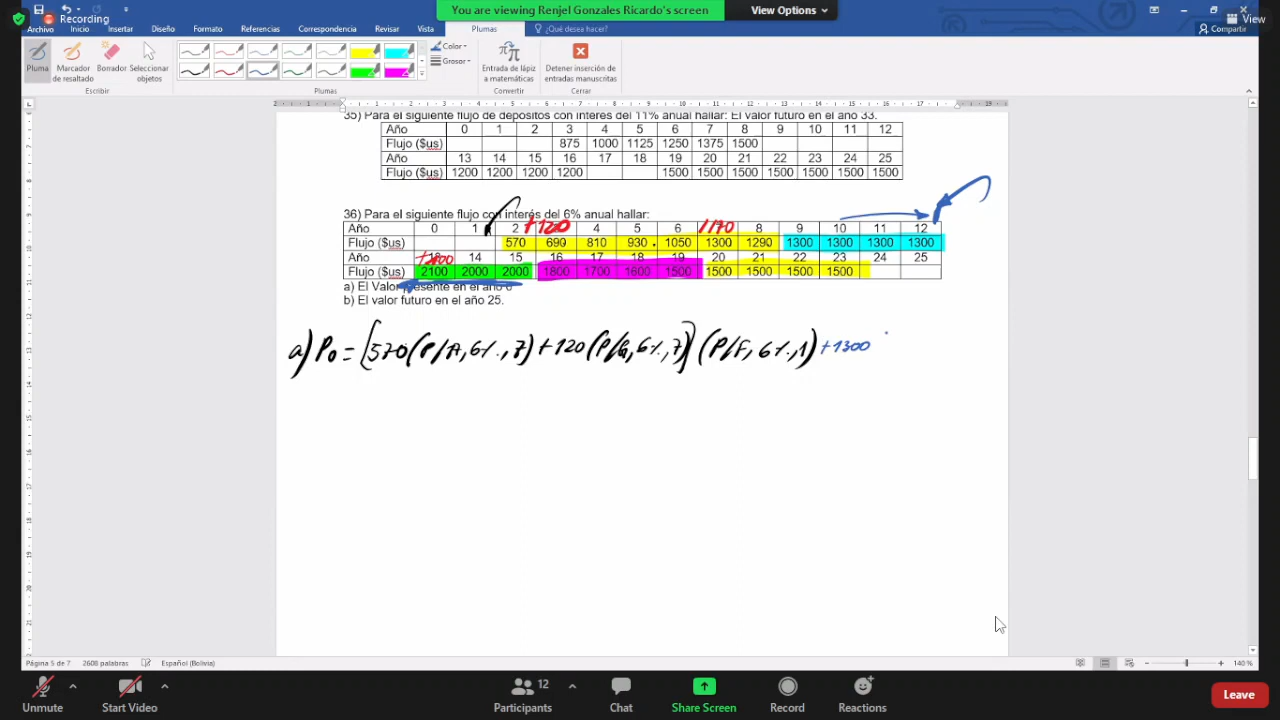 You are viewing Renjel Gonzales Ricardo's screen
View Options
Recording
View
Archivo Inicio Insertar Diseño Formato Referencias Correspondencia Revisar Vista Plumas ¿Qué desea hacer?
Compartir
Pluma Marcador de resaltado Borrador Seleccionar objetos
Color
Grosor
Entrada de lápiz a matemáticas
Detener inserción de entradas manuscritas
Escribir Plumas Convertir Cerrar
35) Para el siguiente flujo de depositos con interés del 11% anual hallar: El valor futuro en el año 33.
Año 0 1 2 3 4 5 6 7 8 9 10 11 12
Flujo ($us) 875 1000 1125 1250 1375 1500
Año 13 14 15 16 17 18 19 20 21 22 23 24 25
Flujo ($us) 1200 1200 1200 1200 1500 1500 1500 1500 1500 1500 1500
36) Para el siguiente flujo con interés del 6% anual hallar:
+120 1170
Año 0 1 2 4 5 6 8 9 10 11 12
Flujo ($us) 570 690 810 930 1050 1300 1290 1300 1300 1300 1300
Año 14 15 16 17 18 19 20 21 22 23 24 25
Flujo ($us) 2100 2000 2000 1800 1700 1600 1500 1500 1500 1500 1500
a) El Valor presente en el año 0
b) El valor futuro en el año 25.
a) P0 = [570(P/A, 6%, 7) + 120(P/G, 6%, 7)] (P/F, 6%, 1) + 1300
Página 5 de 7 2608 palabras Español (Bolivia) 140 %
Unmute Start Video Participants 12 Chat Share Screen Record Reactions Leave